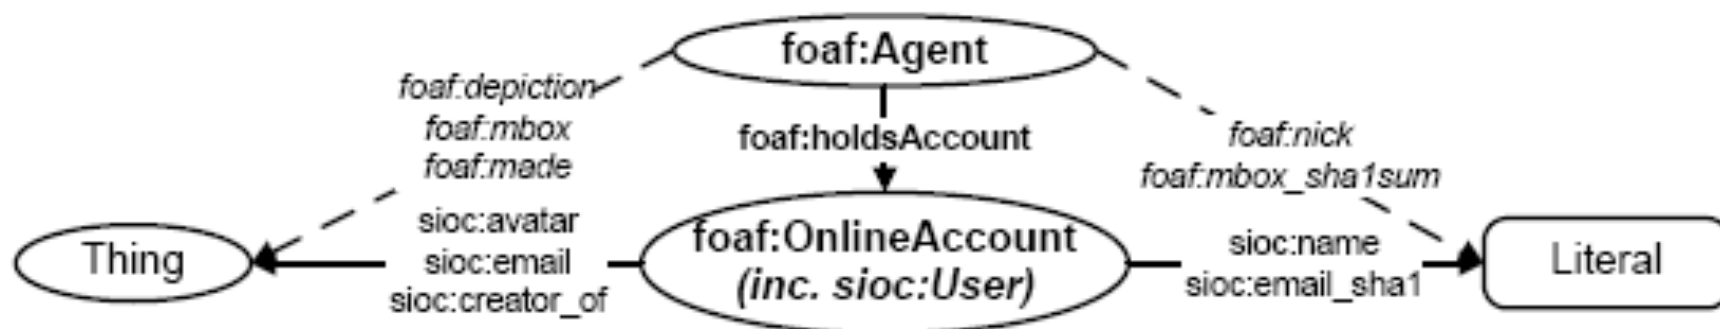 foaf:Agent
foaf:depiction
foaf:mbox
foaf:made
foaf:holdsAccount
foaf:nick
foaf:mbox_sha1sum
Thing
sioc:avatar
sioc:email
sioc:creator_of
foaf:OnlineAccount
(inc. sioc:User)
sioc:name
sioc:email_sha1
Literal